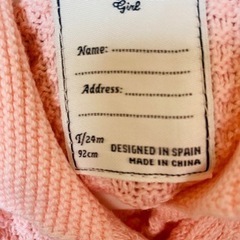 Girl
Name:
Address:
T/24m
92cm
DESIGNED IN SPAIN
MADE IN CHINA